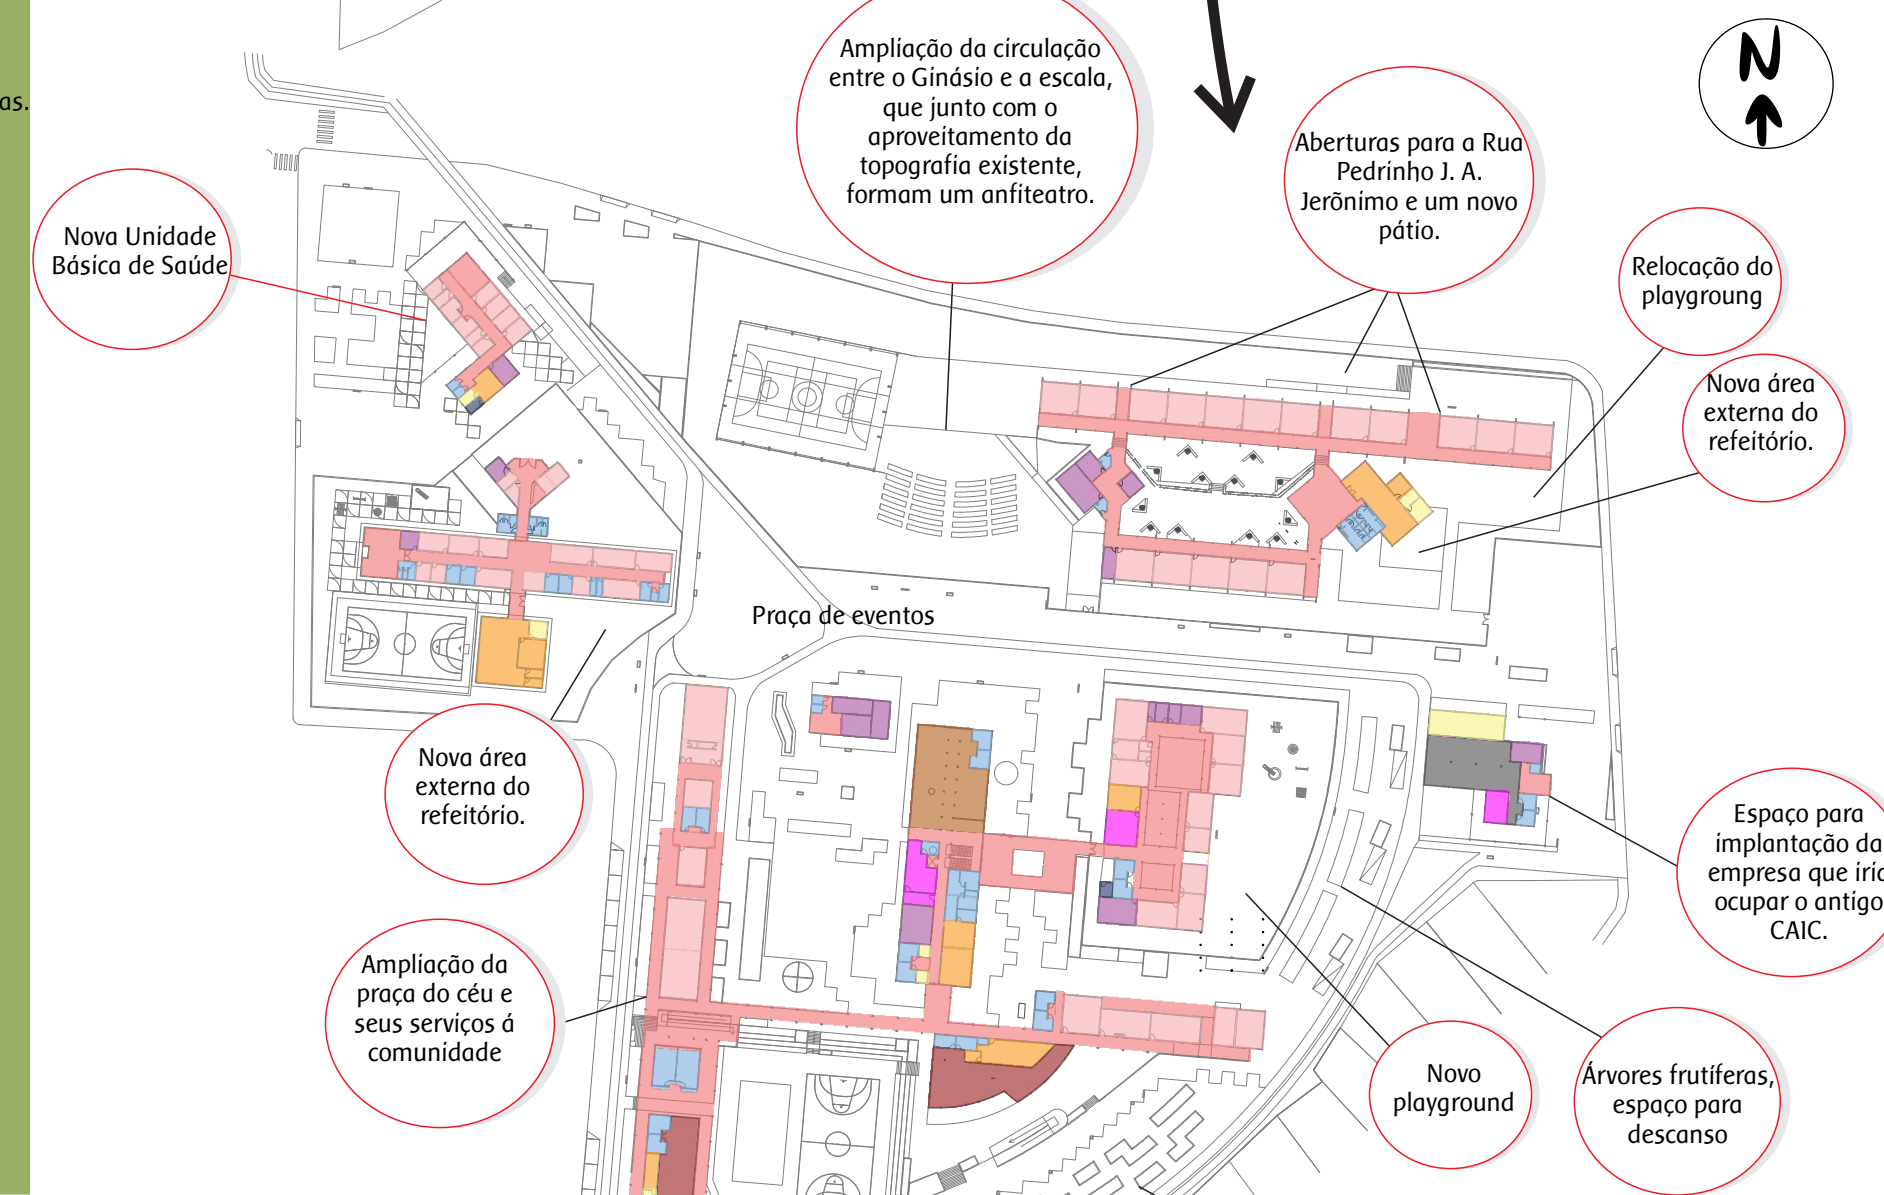 as.
Ampliação da circulação
entre o Ginásio e a escala,
que junto com o
aproveitamento da
topografia existente,
formam um anfiteatro.
N
Aberturas para a Rua
Pedrinho J. A.
Jerônimo e um novo
pátio.
Nova Unidade
Básica de Saúde
Relocação do
playgroung
Nova área
externa do
refeitório.
Praça de eventos
Nova área
externa do
refeitório.
Espaço para
implantação da
empresa que iria
ocupar o antigo
CAIC.
Ampliação da
praça do céu e
seus serviços á
comunidade
Novo
playground
Árvores frutíferas,
espaço para
descanso